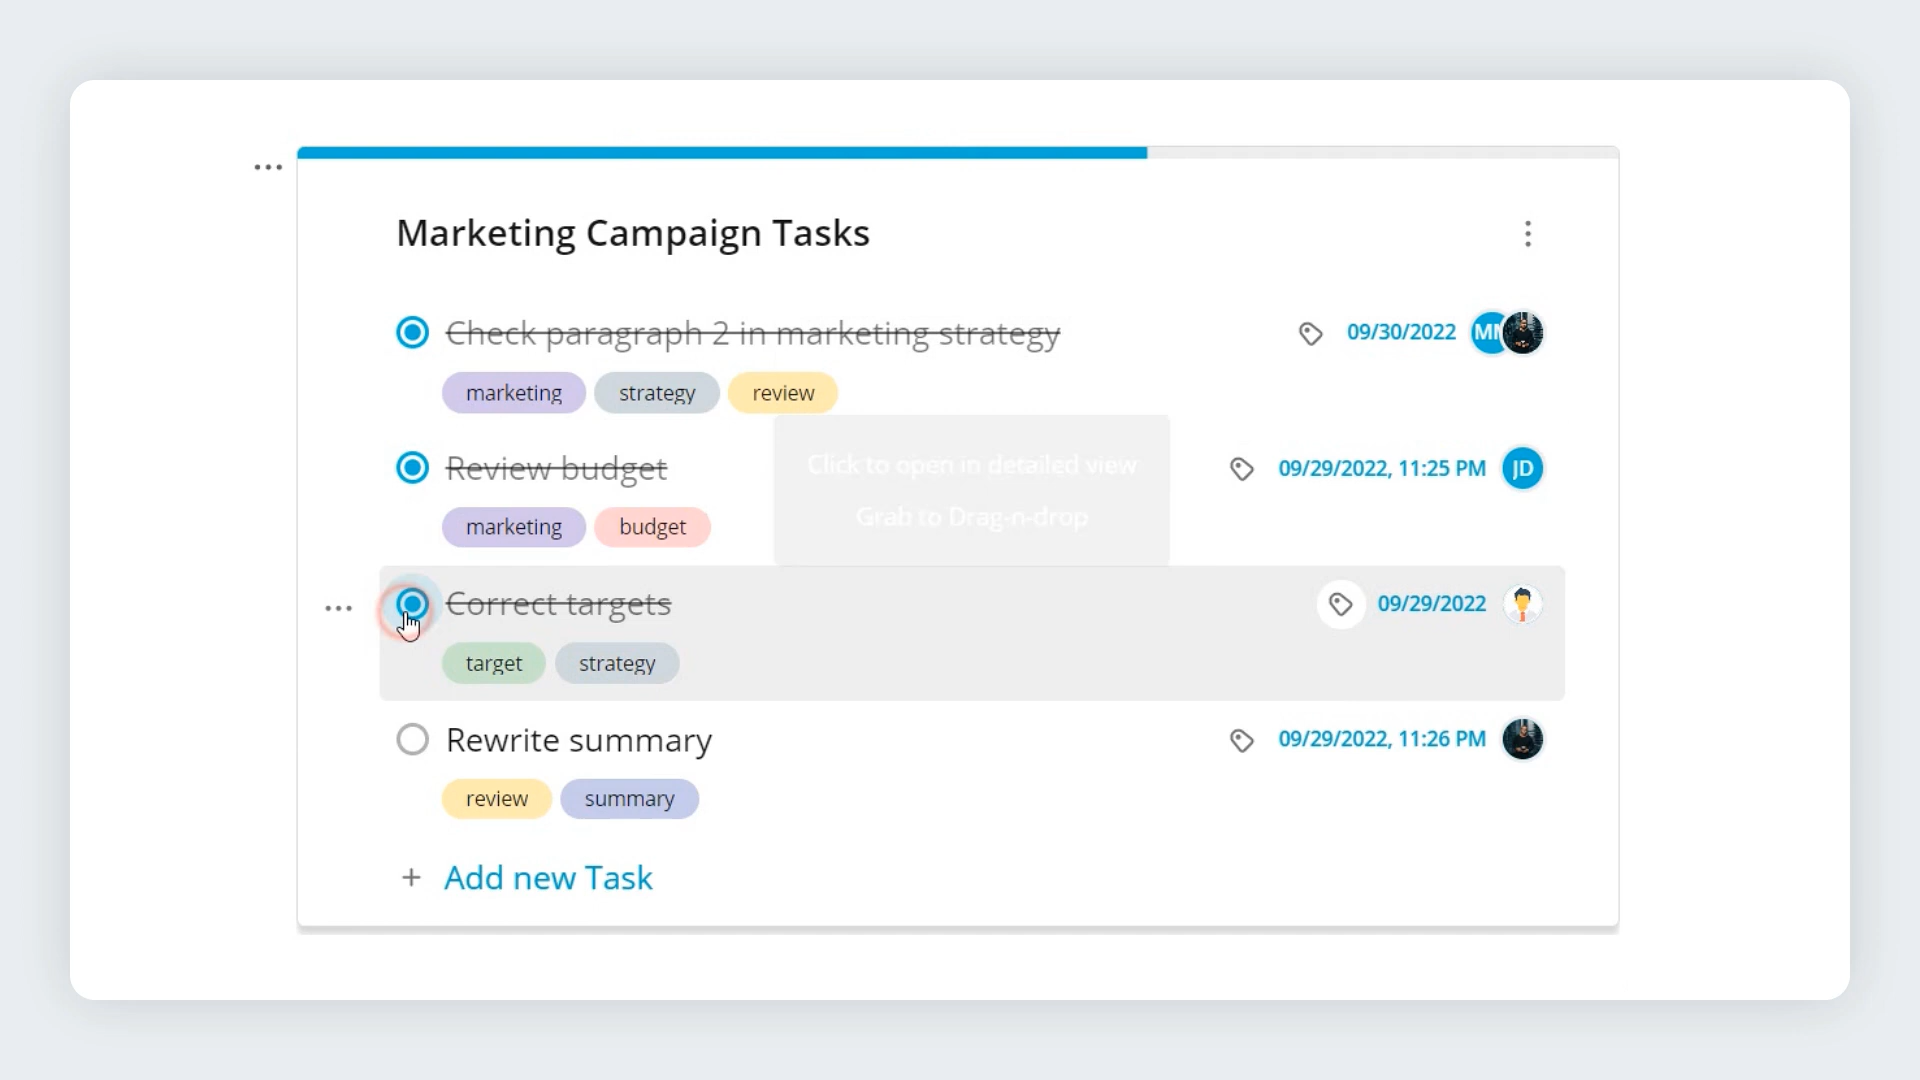 Marketing Campaign Tasks
Check paragraph 2 in marketing strategy
09/30/2022
marketing strategy review
Click to open in detailed view
Review budget
09/29/2022, 11:25 PM JD
Grab to Drag-n-drop
marketing budget
Correct targets
09/29/2022
target strategy
Rewrite summary
09/29/2022, 11:26 PM
review summary
+ Add new Task